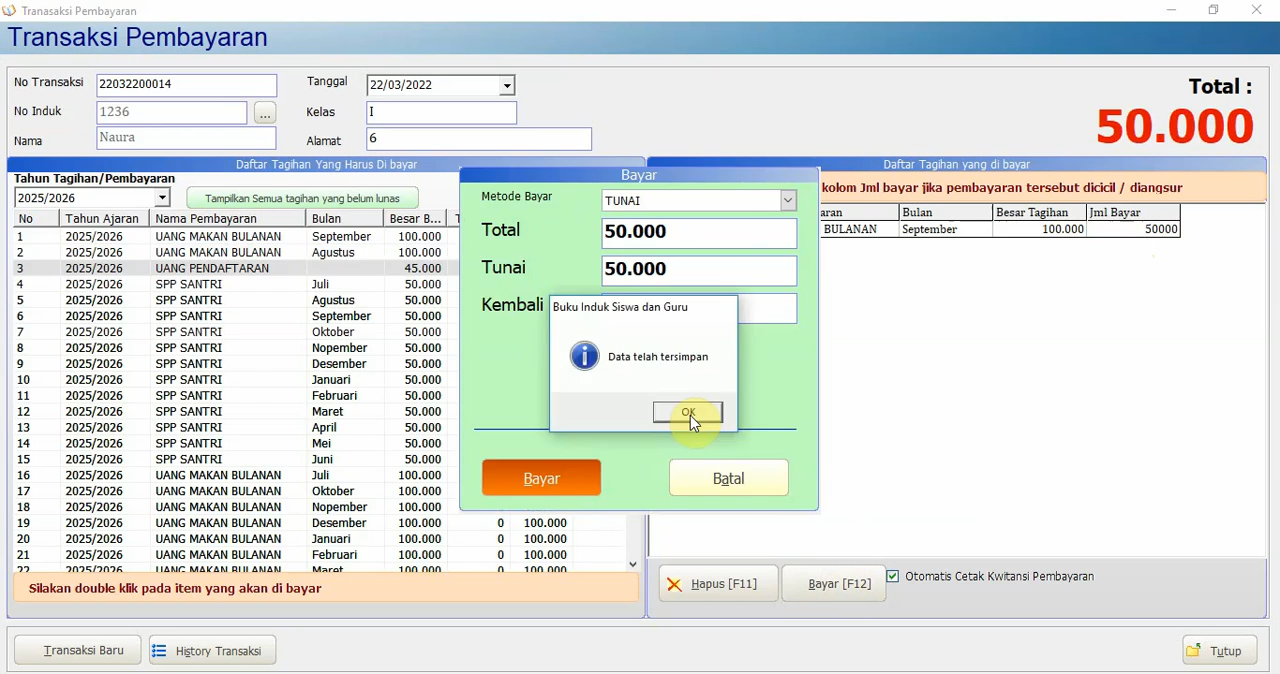 Tranasaksi Pembayaran
Transaksi Pembayaran
No Transaksi 22032200014 Tanggal 22/03/2022 Total :
No Induk 1236 ... Kelas I 50.000
Nama Naura Alamat 6
Daftar Tagihan Yang Harus Di bayar
Tahun Tagihan/Pembayaran
2025/2026 Tampilkan Semua tagihan yang belum lunas
No Tahun Ajaran Nama Pembayaran Bulan Besar B... T
1 2025/2026 UANG MAKAN BULANAN September 100.000
2 2025/2026 UANG MAKAN BULANAN Agustus 100.000
3 2025/2026 UANG PENDAFTARAN 45.000
4 2025/2026 SPP SANTRI Juli 50.000
5 2025/2026 SPP SANTRI Agustus 50.000
6 2025/2026 SPP SANTRI September 50.000
7 2025/2026 SPP SANTRI Oktober 50.000
8 2025/2026 SPP SANTRI Nopember 50.000
9 2025/2026 SPP SANTRI Desember 50.000
10 2025/2026 SPP SANTRI Januari 50.000
11 2025/2026 SPP SANTRI Februari 50.000
12 2025/2026 SPP SANTRI Maret 50.000
13 2025/2026 SPP SANTRI April 50.000
14 2025/2026 SPP SANTRI Mei 50.000
15 2025/2026 SPP SANTRI Juni 50.000
16 2025/2026 UANG MAKAN BULANAN Juli 100.000
17 2025/2026 UANG MAKAN BULANAN Oktober 100.000
18 2025/2026 UANG MAKAN BULANAN Nopember 100.000
19 2025/2026 UANG MAKAN BULANAN Desember 100.000 0 100.000
20 2025/2026 UANG MAKAN BULANAN Januari 100.000 0 100.000
21 2025/2026 UANG MAKAN BULANAN Februari 100.000 0 100.000
22 2025/2026 UANG MAKAN BULANAN Maret 100.000 0 100.000
Silakan double klik pada item yang akan di bayar
Bayar
Metode Bayar TUNAI
Total 50.000
Tunai 50.000
Kembali
Buku Induk Siswa dan Guru
Data telah tersimpan
OK
Bayar Batal
Daftar Tagihan yang di bayar
kolom Jml bayar jika pembayaran tersebut dicicil / diangsur
aran Bulan Besar Tagihan Jml Bayar
BULANAN September 100.000 50000
Hapus [F11] Bayar [F12] Otomatis Cetak Kwitansi Pembayaran
Transaksi Baru History Transaksi Tutup